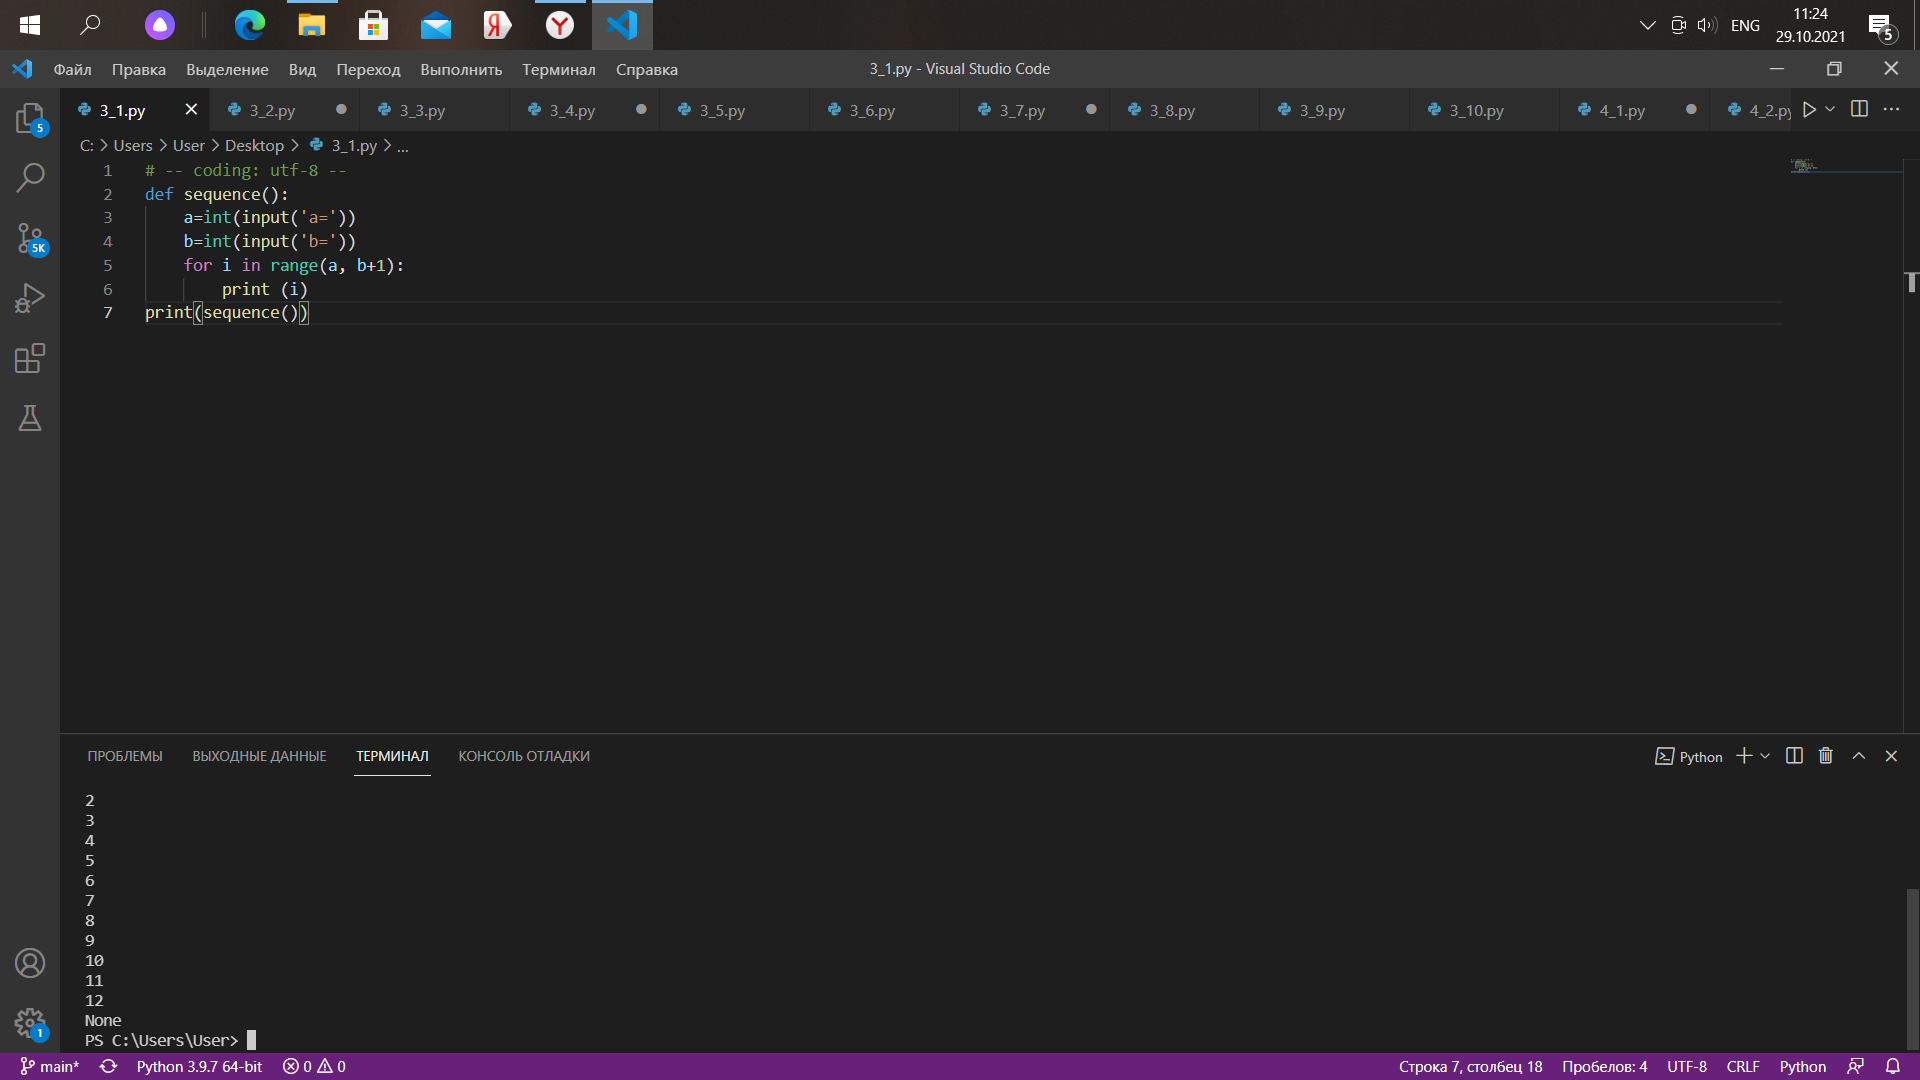 ENG
11:24
29.10.2021
5
Файл Правка Выделение Вид Переход Выполнить Терминал Справка
3_1.py - Visual Studio Code
3_1.py 3_2.py 3_3.py 3_4.py 3_5.py 3_6.py 3_7.py 3_8.py 3_9.py 3_10.py 4_1.py 4_2.py
5
C: > Users > User > Desktop > 3_1.py > ...
1 # -- coding: utf-8 --
2 def sequence():
3 a=int(input('a='))
4 b=int(input('b='))
5 for i in range(a, b+1):
6 print (i)
7 print(sequence())
5K
ПРОБЛЕМЫ ВЫХОДНЫЕ ДАННЫЕ ТЕРМИНАЛ КОНСОЛЬ ОТЛАДКИ
Python
2
3
4
5
6
7
8
9
10
11
12
None
PS C:\Users\User>
1
main* Python 3.9.7 64-bit 0 0
Строка 7, столбец 18 Пробелов: 4 UTF-8 CRLF Python